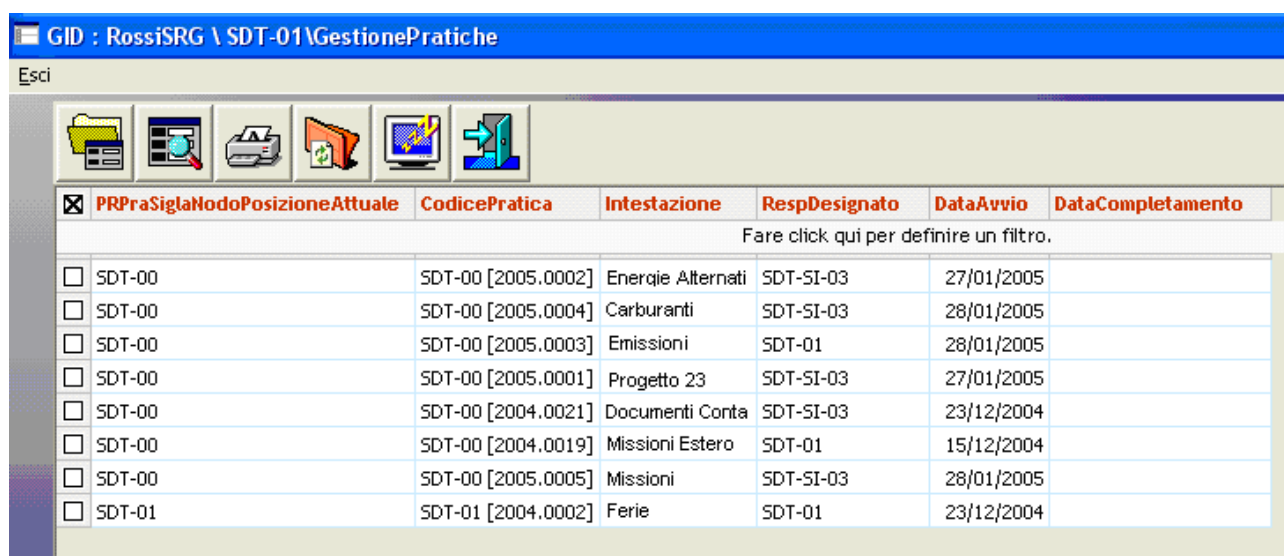 GID : RossiSRG \ SDT-01\GestionePratiche
Esci
PRPraSiglaNodoPosizioneAttuale CodicePratica Intestazione RespDesignato DataAvvio DataCompletamento
Fare click qui per definire un filtro.
SDT-00 SDT-00 [2005.0002] Energie Alternati SDT-SI-03 27/01/2005
SDT-00 SDT-00 [2005.0004] Carburanti SDT-SI-03 28/01/2005
SDT-00 SDT-00 [2005.0003] Emissioni SDT-01 28/01/2005
SDT-00 SDT-00 [2005.0001] Progetto 23 SDT-SI-03 27/01/2005
SDT-00 SDT-00 [2004.0021] Documenti Conta SDT-SI-03 23/12/2004
SDT-00 SDT-00 [2004.0019] Missioni Estero SDT-01 15/12/2004
SDT-00 SDT-00 [2005.0005] Missioni SDT-SI-03 28/01/2005
SDT-01 SDT-01 [2004.0002] Ferie SDT-01 23/12/2004